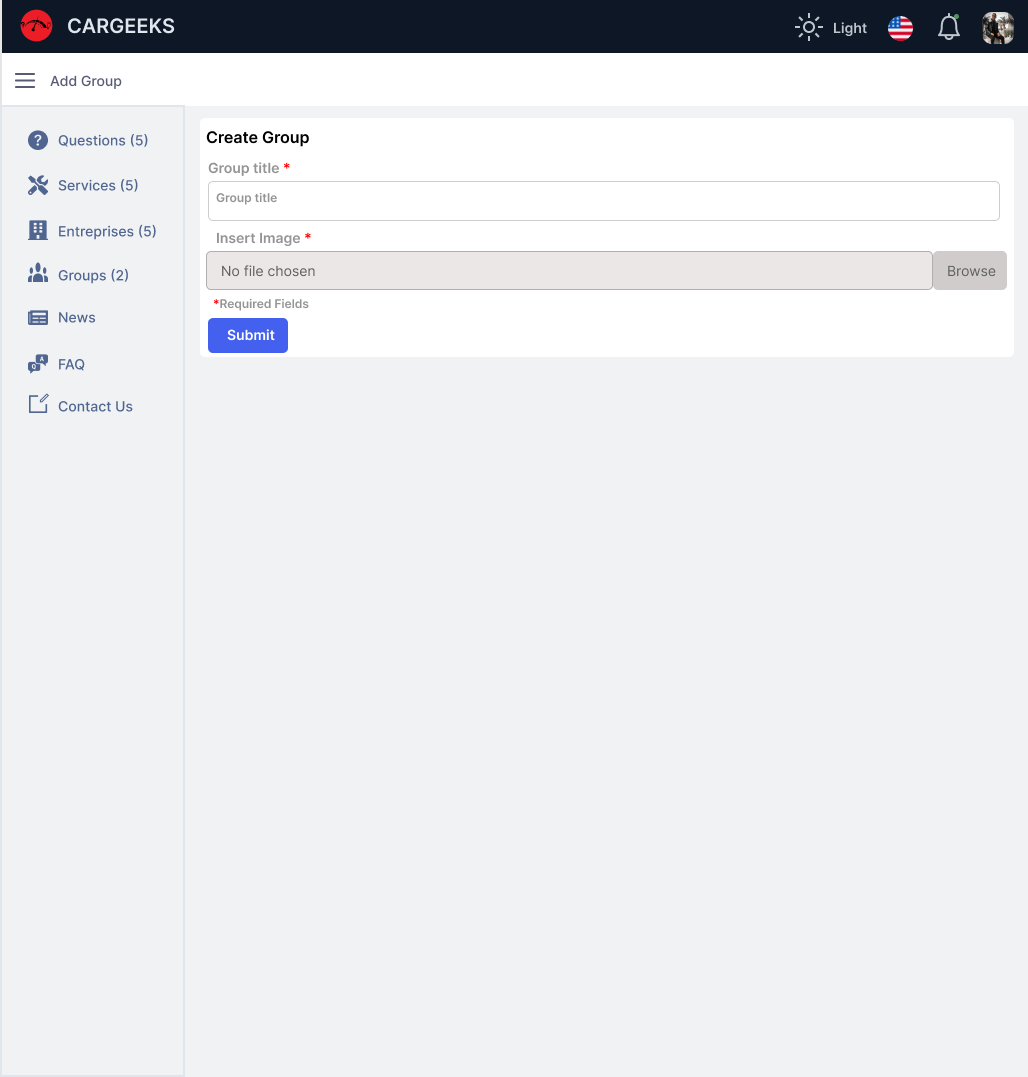 CARGEEKS
Light
Add Group
Questions (5)
Services (5)
Entreprises (5)
Groups (2)
News
FAQ
Contact Us
Create Group
Group title *
Group title
Insert Image *
No file chosen
Browse
*Required Fields
Submit